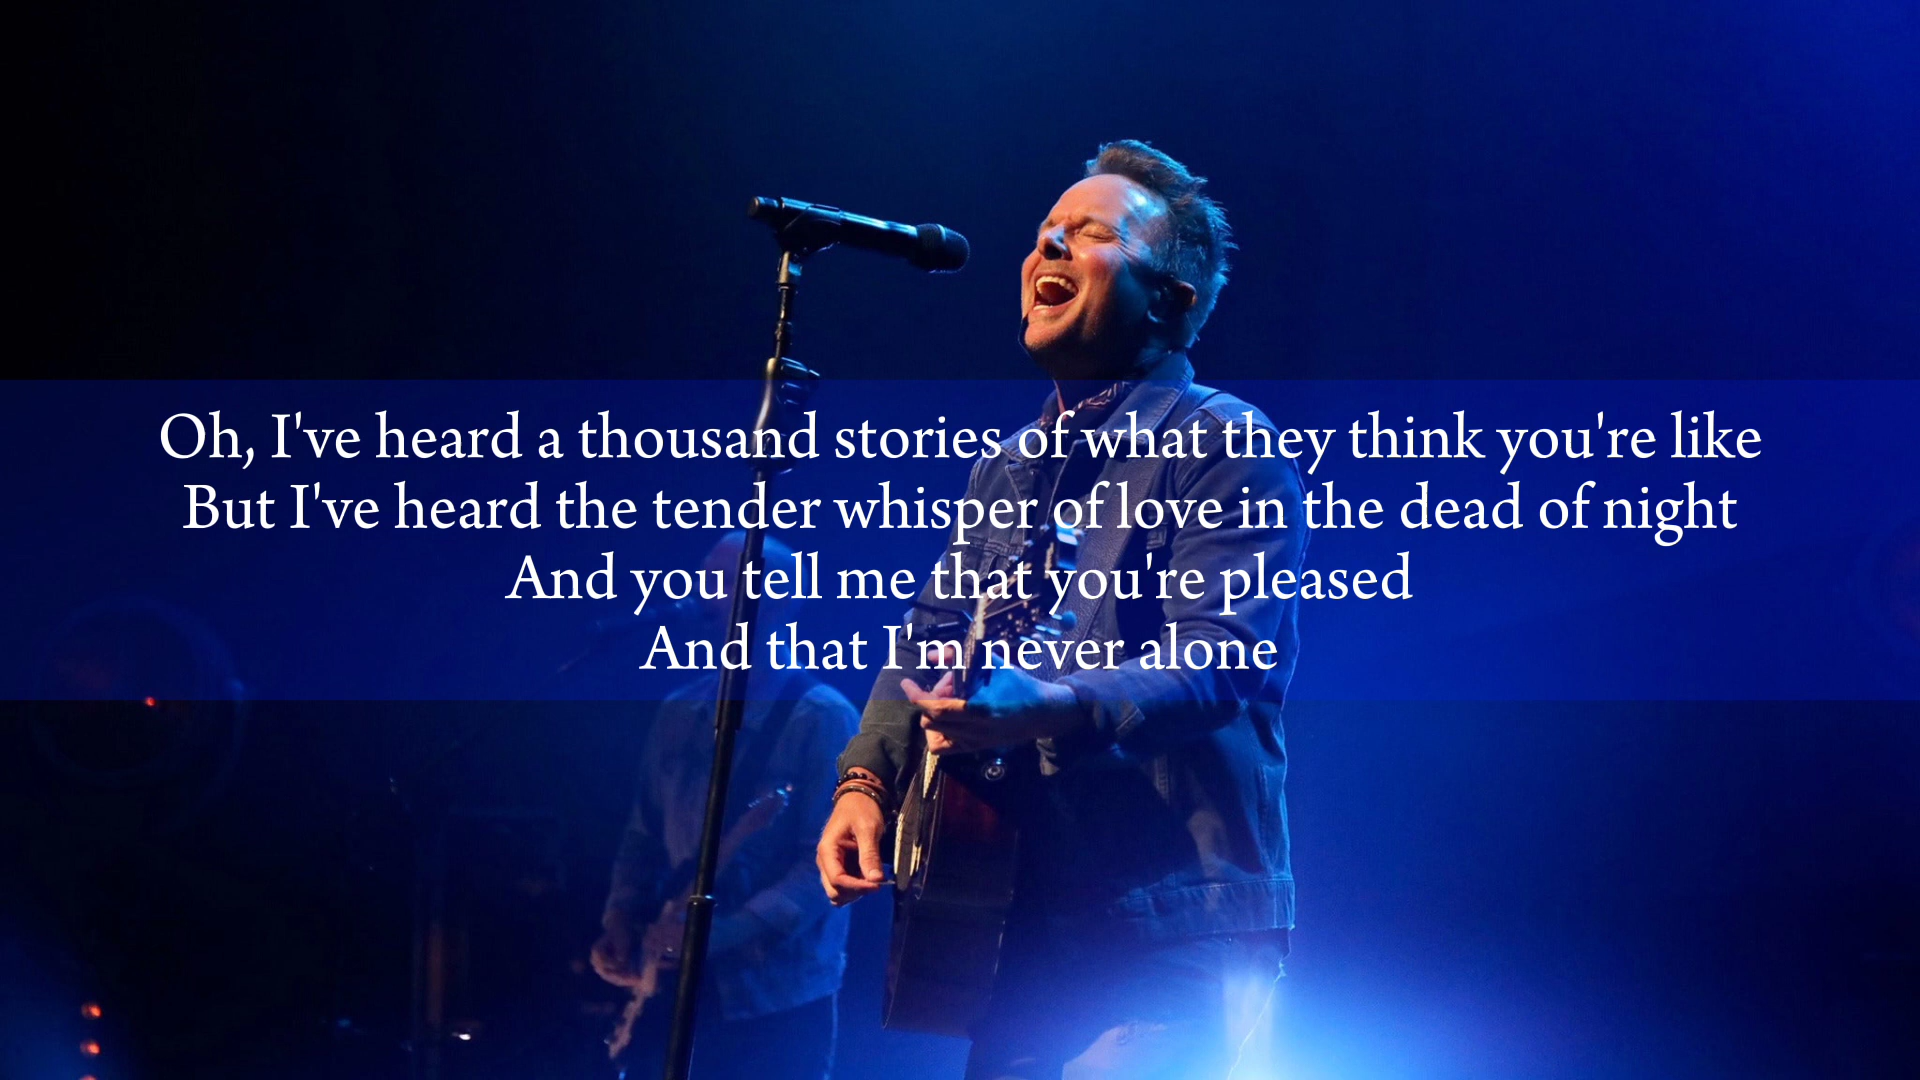 Oh, I've heard a thousand stories of what they think you're like
But I've heard the tender whisper of love in the dead of night
And you tell me that you're pleased
And that I'm never alone